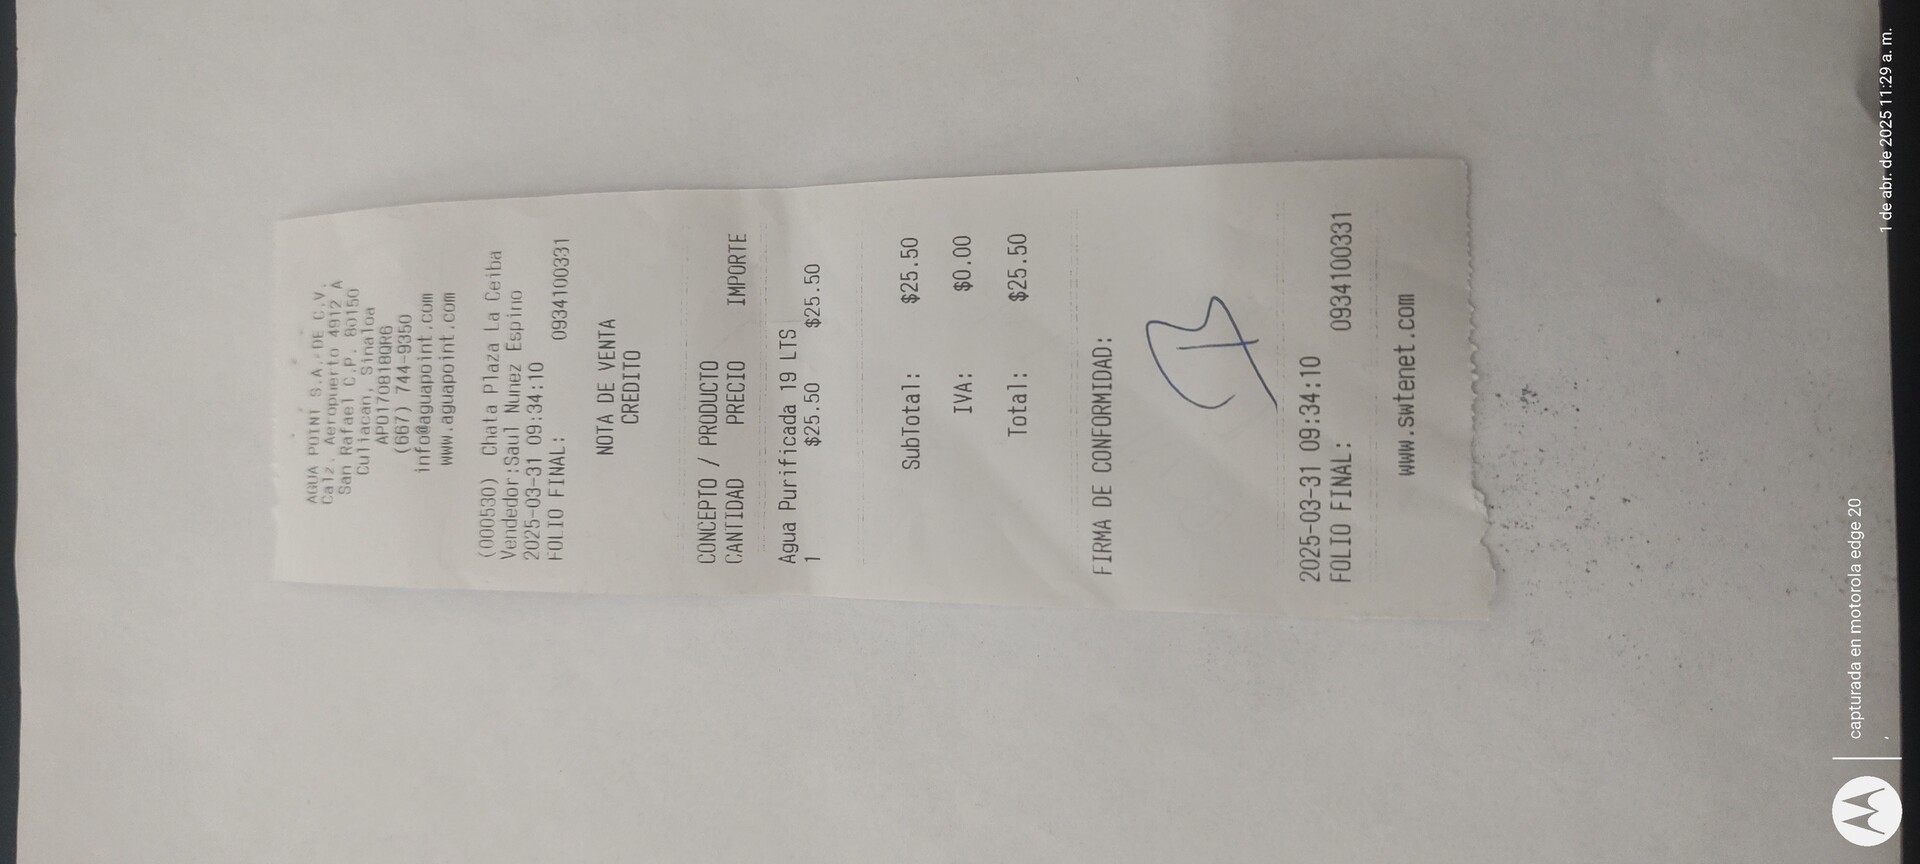 AGUA POINT S.A. DE C.V.
Calz. Aeropuerto 4912 A
San Rafael C.P. 80150
Culiacan, Sinaloa
APO170818QR6
(667) 744-9350
info@aguapoint.com
www.aguapoint.com
(000530) Chata Plaza La Ceiba
Vendedor:Saul Nunez Espino
2025-03-31 09:34:10
FOLIO FINAL: 0934100331
NOTA DE VENTA
CREDITO
CONCEPTO / PRODUCTO
CANTIDAD PRECIO IMPORTE
Agua Purificada 19 LTS
1 $25.50 $25.50
SubTotal: $25.50
IVA: $0.00
Total: $25.50
FIRMA DE CONFORMIDAD:
2025-03-31 09:34:10
FOLIO FINAL: 0934100331
www.swtenet.com
capturada en motorola edge 20
1 de abr. de 2025 11:29 a. m.